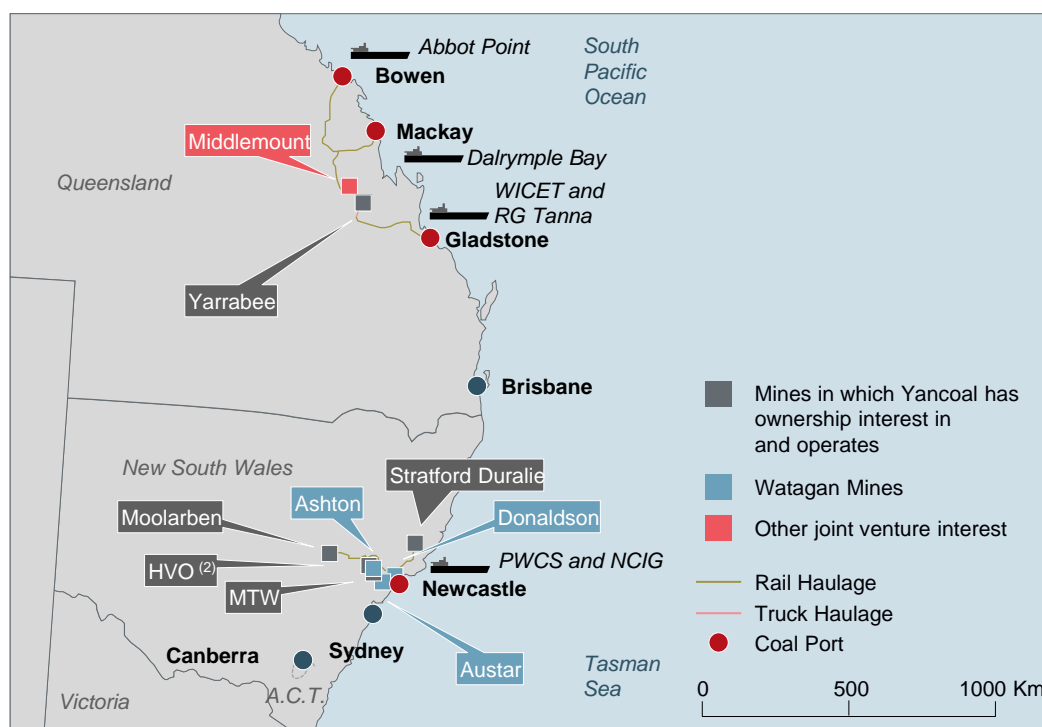 Abbot Point
Bowen
South
Pacific
Ocean
Mackay
Middlemount
Dalrymple Bay
Queensland
WICET and
RG Tanna
Gladstone
Yarrabee
Brisbane
Mines in which Yancoal has
ownership interest in
and operates
New South Wales
Stratford Duralie
Ashton
Watagan Mines
Moolarben
Donaldson
Other joint venture interest
HVO (2)
PWCS and NCIG
MTW
Newcastle
Rail Haulage
Truck Haulage
Canberra
Sydney
Coal Port
Austar
Tasman
Sea
A.C.T.
Victoria
0 500 1000 Km